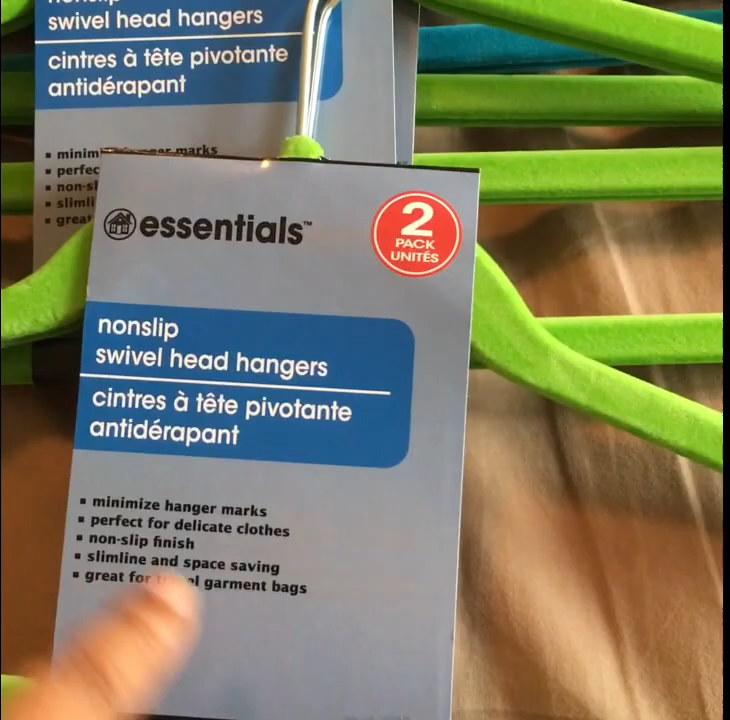 swivel head hangers
cintres à tête pivotante
antidérapant
marks
essentials™
2
PACK
UNITÉS
nonslip
swivel head hangers
cintres à tête pivotante
antidérapant
▪ minimize hanger marks
▪ perfect for delicate clothes
▪ non-slip finish
▪ slimline and space saving
▪ great for garment bags